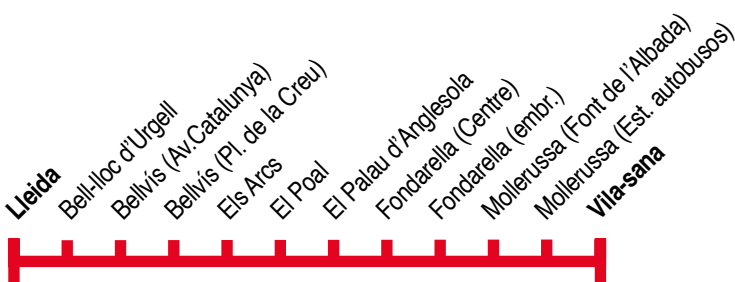 Lleida
Bell-lloc d’Urgell
Bellvís (Av.Catalunya)
Bellvís (Pl. de la Creu)
Els Arcs
El Poal
El Palau d’Anglesola
Fondarella (Centre)
Fondarella (embr.)
Mollerussa (Font de l’Albada)
Mollerussa (Est. autobusos)
Vila-sana